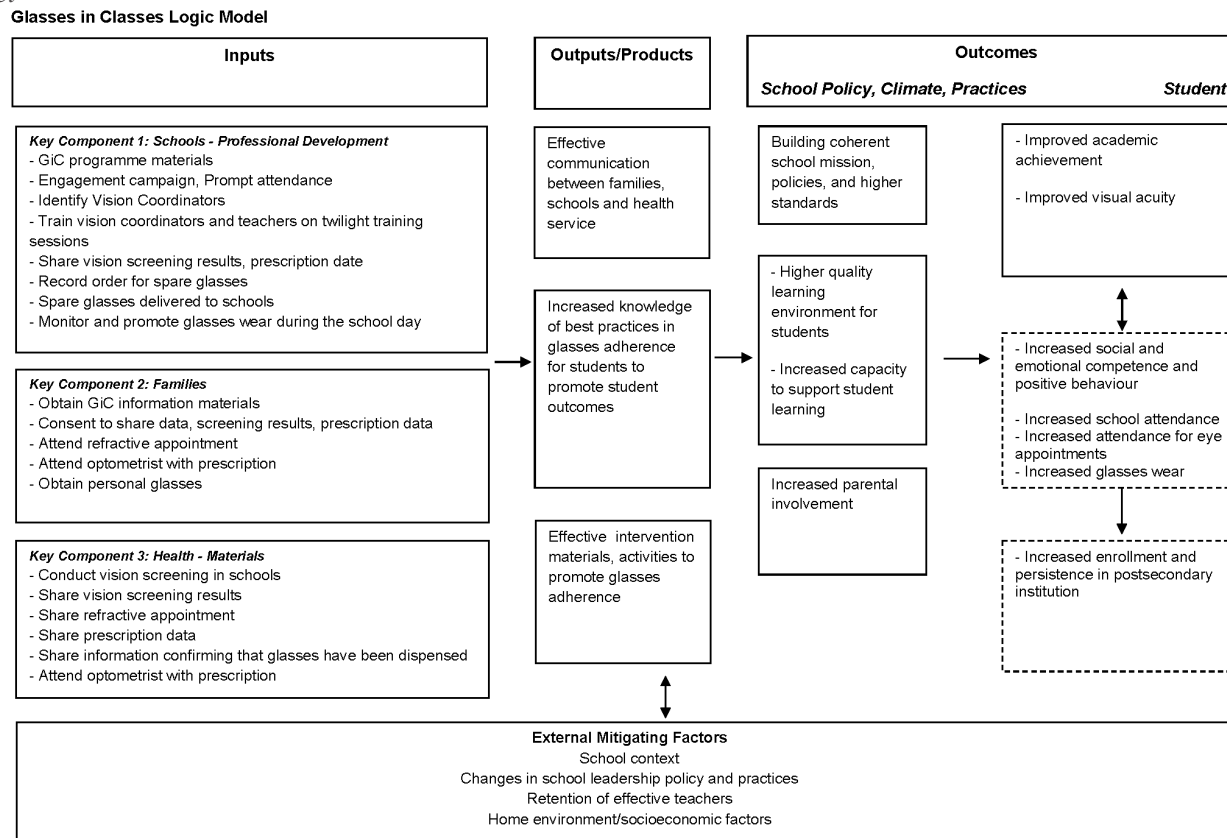 Glasses in Classes Logic Model
Inputs
Outputs/Products
Outcomes
School Policy, Climate, Practices
Student
Key Component 1: Schools - Professional Development
- GiC programme materials
- Engagement campaign, Prompt attendance
- Identify Vision Coordinators
- Train vision coordinators and teachers on twilight training
sessions
- Share vision screening results, prescription date
- Record order for spare glasses
- Spare glasses delivered to schools
- Monitor and promote glasses wear during the school day
Key Component 2: Families
- Obtain GiC information materials
- Consent to share data, screening results, prescription data
- Attend refractive appointment
- Attend optometrist with prescription
- Obtain personal glasses
Key Component 3: Health - Materials
- Conduct vision screening in schools
- Share vision screening results
- Share refractive appointment
- Share prescription data
- Share information confirming that glasses have been dispensed
- Attend optometrist with prescription
Effective
communication
between families,
schools and health
service
Increased knowledge
of best practices in
glasses adherence
for students to
promote student
outcomes
Effective intervention
materials, activities to
promote glasses
adherence
Building coherent
school mission,
policies, and higher
standards
- Higher quality
learning
environment for
students
- Increased capacity
to support student
learning
Increased parental
involvement
- Improved academic
achievement
- Improved visual acuity
- Increased social and
emotional competence and
positive behaviour
- Increased school attendance
- Increased attendance for eye
appointments
- Increased glasses wear
- Increased enrollment and
persistence in postsecondary
institution
External Mitigating Factors
School context
Changes in school leadership policy and practices
Retention of effective teachers
Home environment/socioeconomic factors